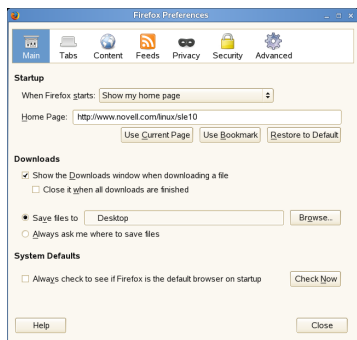 Firefox Preferences
Main Tabs Content Feeds Privacy Security Advanced
Startup
When Firefox starts: Show my home page
Home Page: http://www.novell.com/linux/sle10
Use Current Page Use Bookmark Restore to Default
Downloads
Show the Downloads window when downloading a file
Close it when all downloads are finished
Save files to Desktop Browse...
Always ask me where to save files
System Defaults
Always check to see if Firefox is the default browser on startup Check Now
Help Close